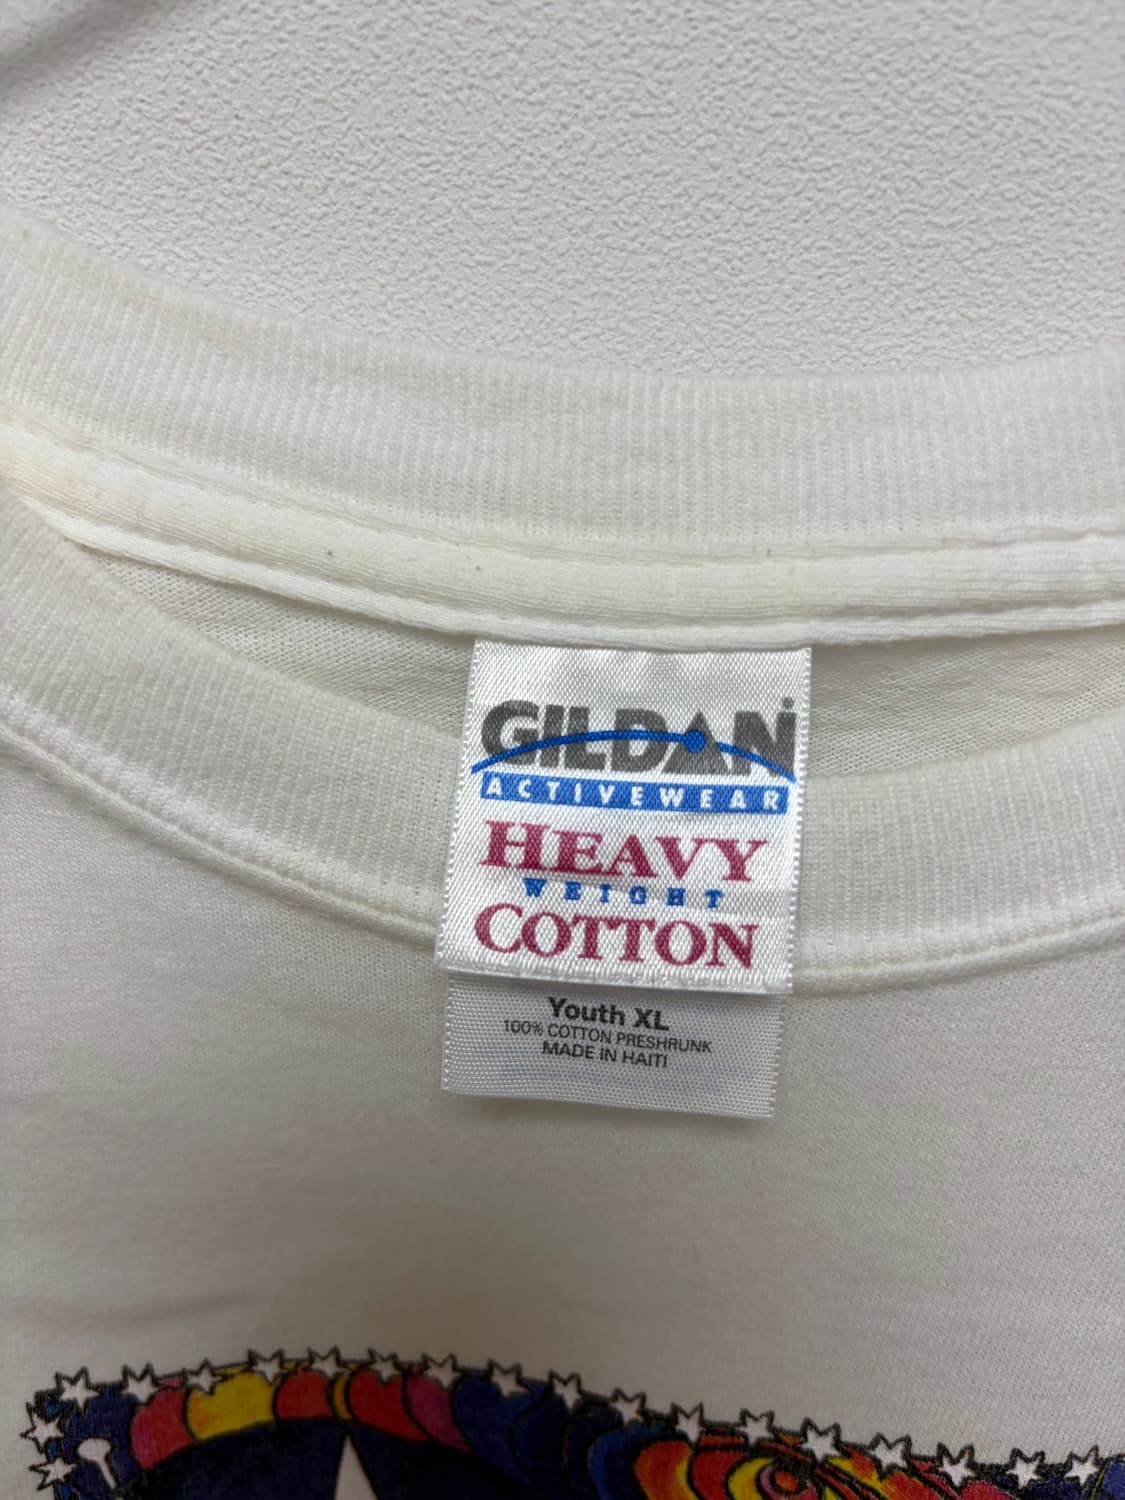 GILDAN
ACTIVEWEAR
HEAVY
WEIGHT
COTTON
Youth XL
100% COTTON PRESHRUNK
MADE IN HAITI